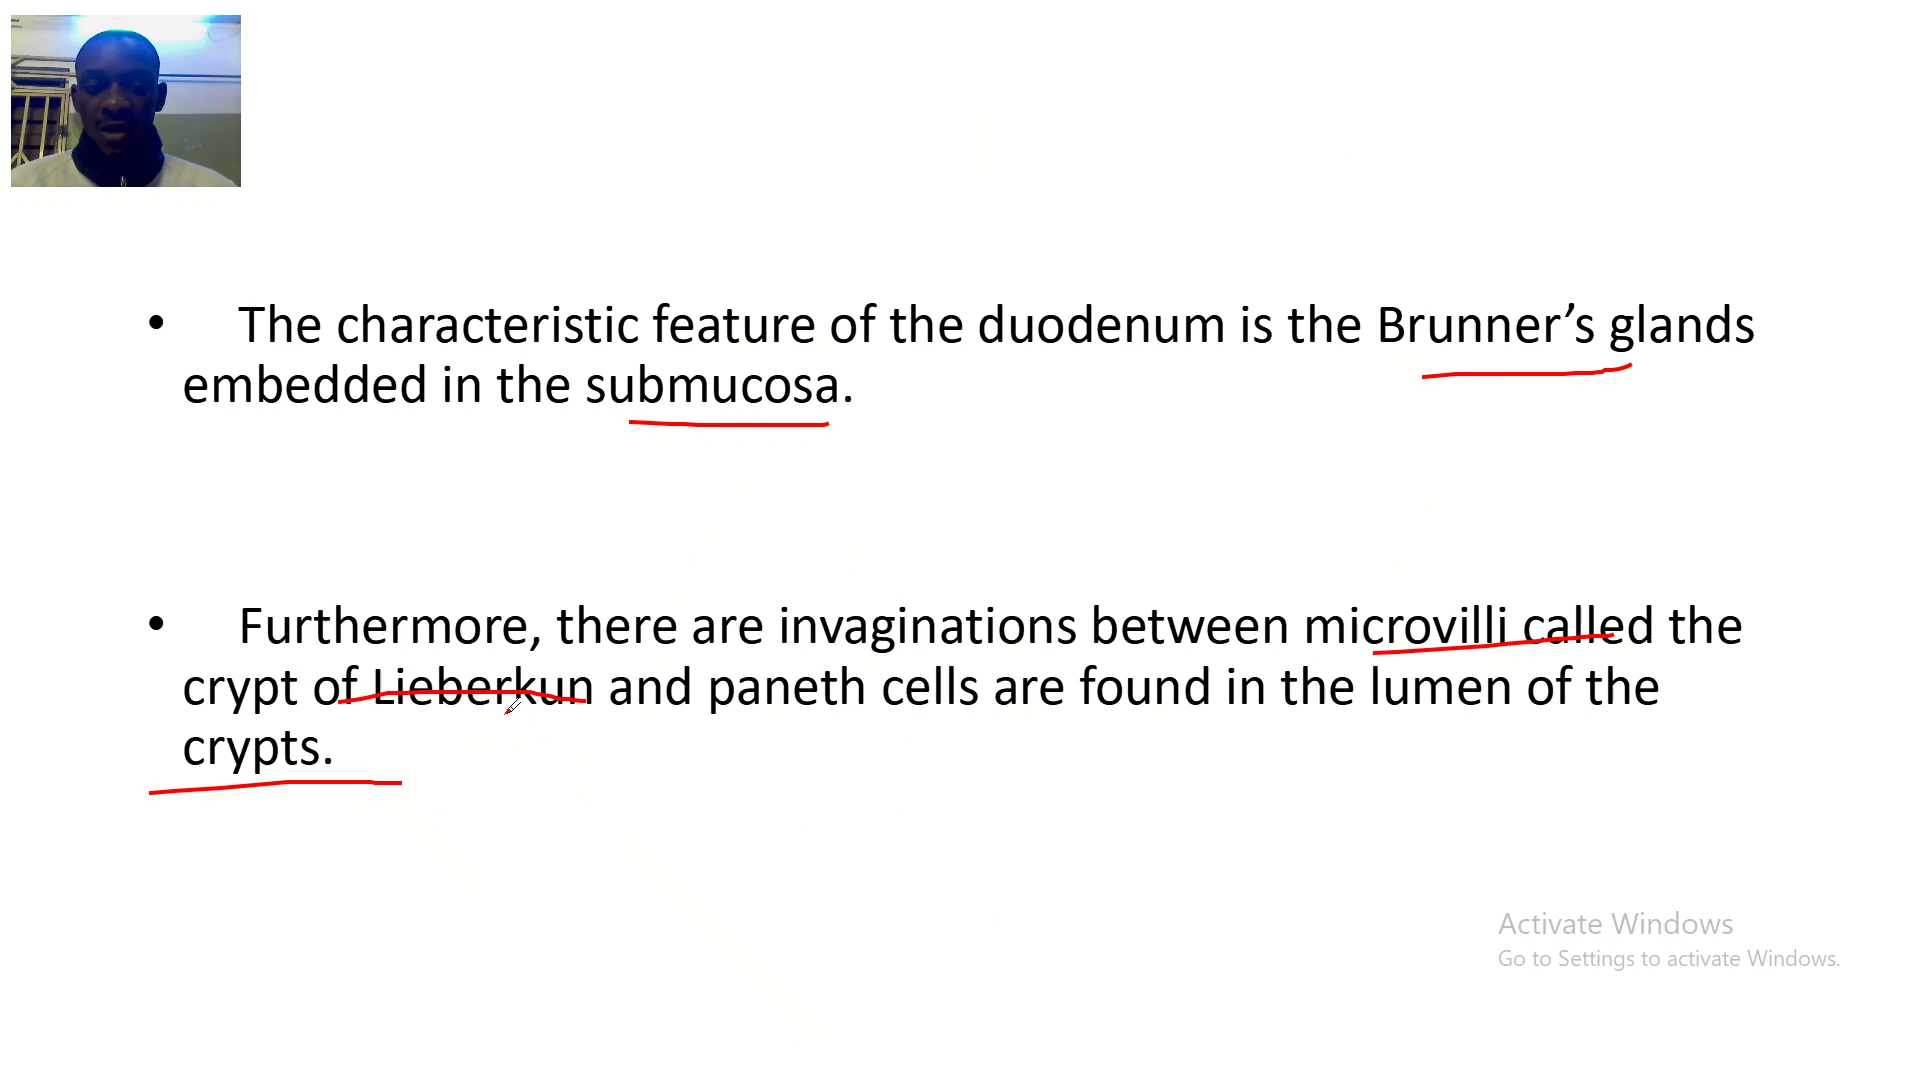 • The characteristic feature of the duodenum is the Brunner’s glands
embedded in the submucosa.
• Furthermore, there are invaginations between microvilli called the
crypt of Lieberkun and paneth cells are found in the lumen of the
crypts.
Activate Windows
Go to Settings to activate Windows.